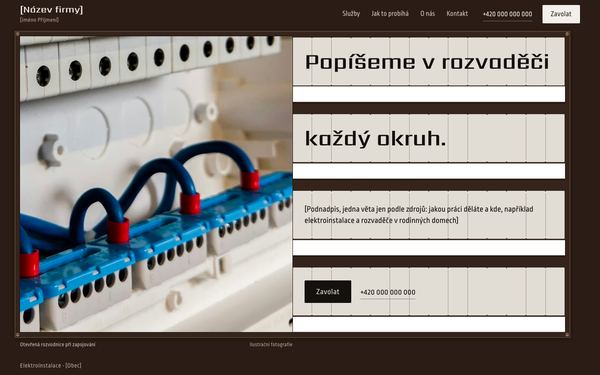 [Název firmy]
[Jméno Příjmení]
Služby
Jak to probíhá
O nás
Kontakt
+420 000 000 000
Zavolat
Popíšeme v rozvaděči
každý okruh.
[Podnadpis, jedna věta jen podle zdrojů: jakou práci děláte a kde, například
elektroinstalace a rozvaděče v rodinných domech]
Zavolat
+420 000 000 000
Otevřená rozvodnice při zapojování
Ilustrační fotografie
Elektroinstalace · [Obec]